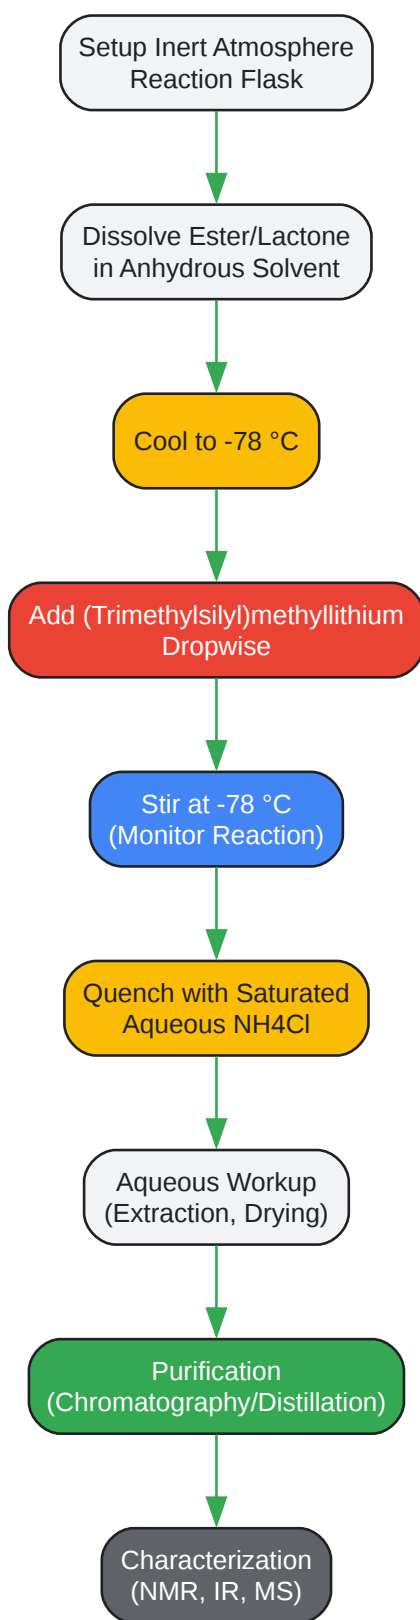 Setup Inert Atmosphere
Reaction Flask
Dissolve Ester/Lactone
in Anhydrous Solvent
Cool to -78 °C
Add (Trimethylsilyl)methyllithium
Dropwise
Stir at -78 °C
(Monitor Reaction)
Quench with Saturated
Aqueous NH4Cl
Aqueous Workup
(Extraction, Drying)
Purification
(Chromatography/Distillation)
Characterization
(NMR, IR, MS)